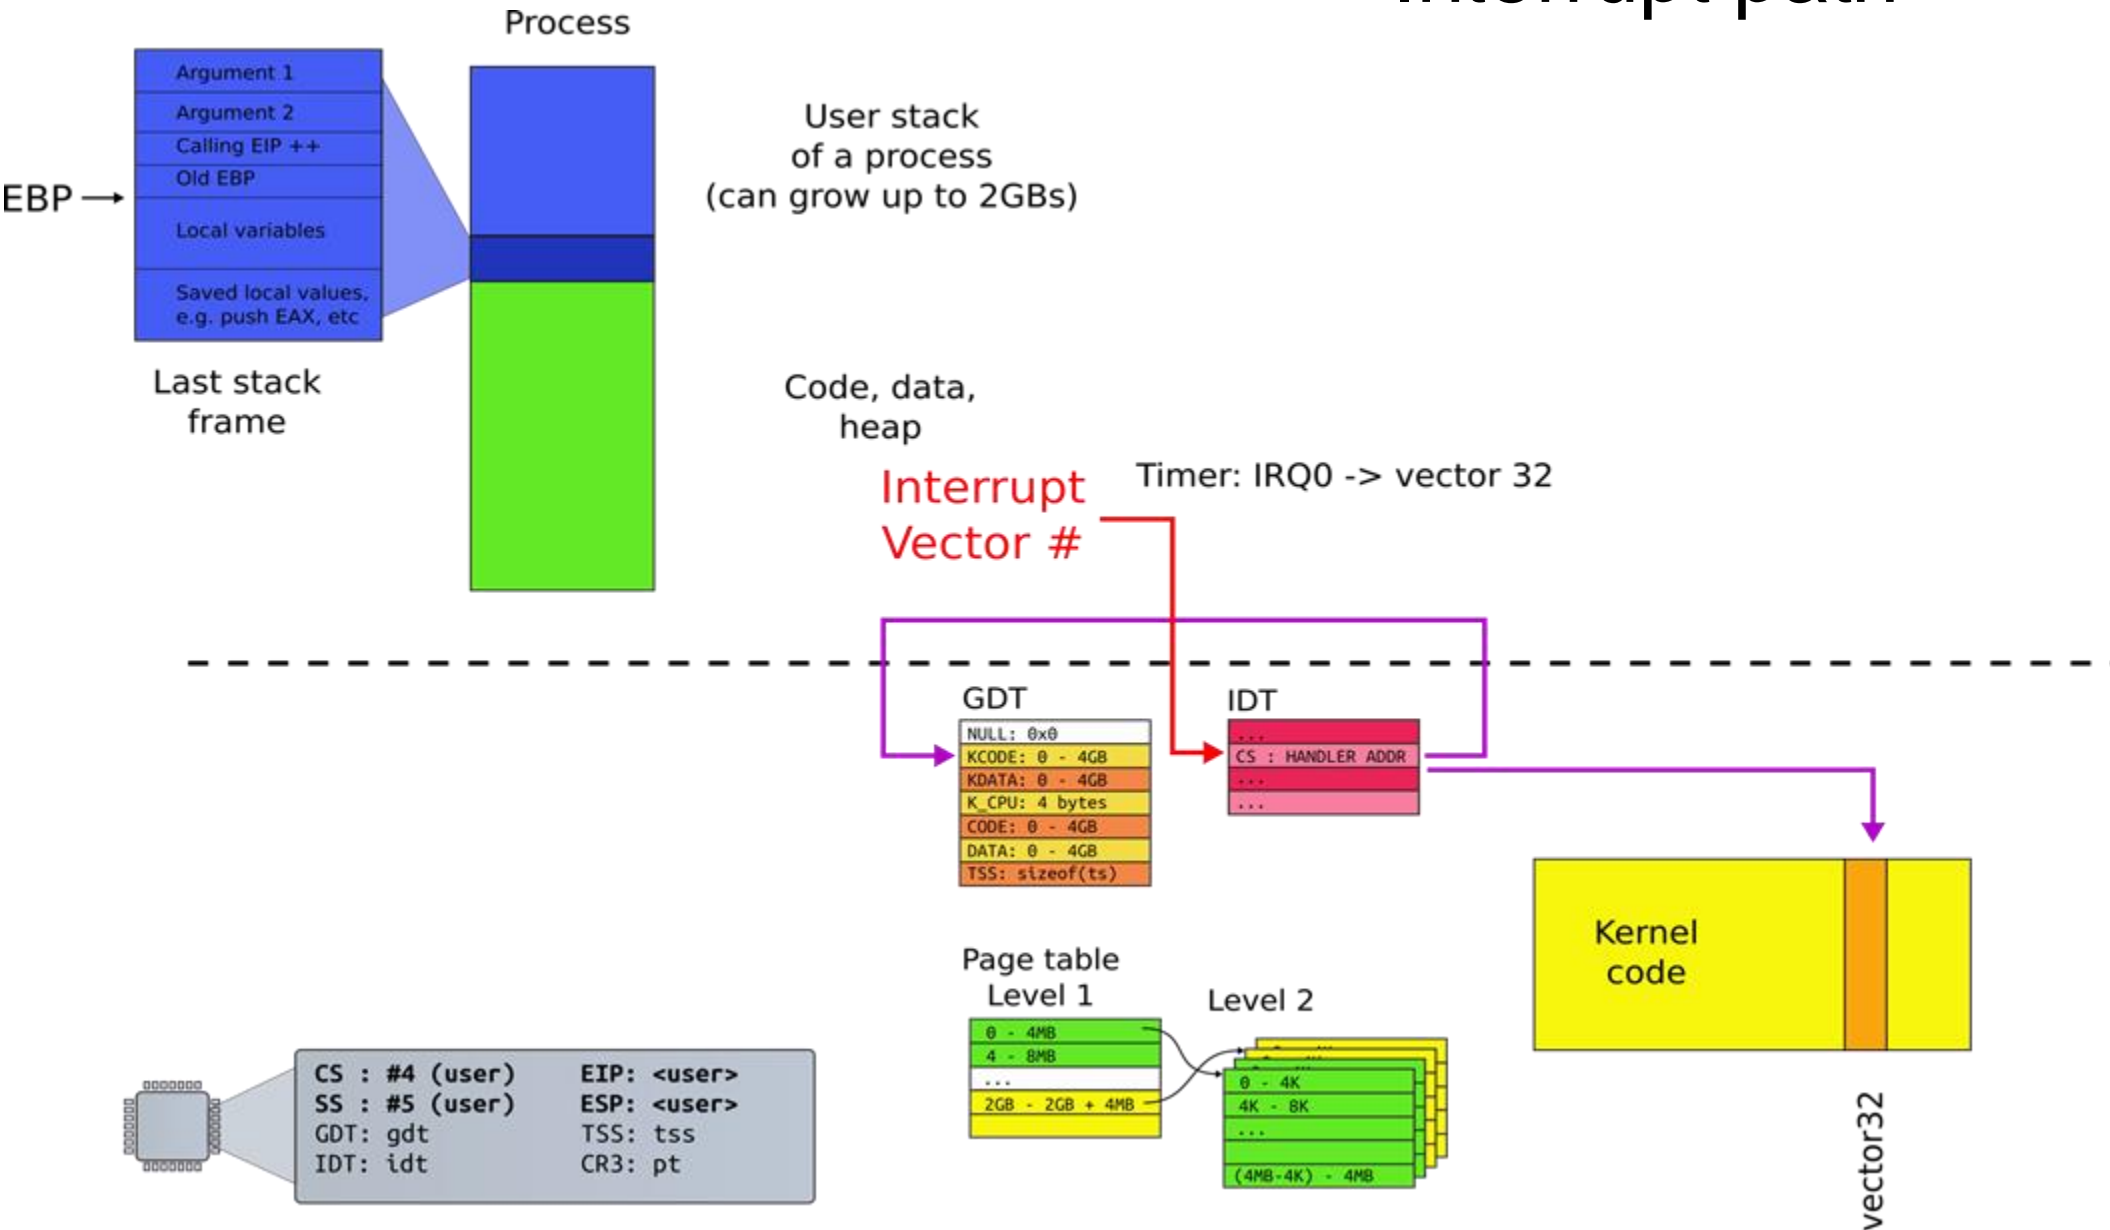 Interrupt path
Process
Argument 1
Argument 2
Calling EIP ++
Old EBP
EBP
Local variables
Saved local values,
e.g. push EAX, etc
Last stack
frame
User stack
of a process
(can grow up to 2GBs)
Code, data,
heap
Interrupt
Vector #
Timer: IRQ0 -> vector 32
GDT
NULL: 0x0
KCODE: 0 - 4GB
KDATA: 0 - 4GB
K_CPU: 4 bytes
CODE: 0 - 4GB
DATA: 0 - 4GB
TSS: sizeof(ts)
IDT
...
CS : HANDLER ADDR
...
...
Kernel
code
vector32
Page table
Level 1
0 - 4MB
4 - 8MB
...
2GB - 2GB + 4MB
Level 2
0 - 4K
4K - 8K
...
(4MB-4K) - 4MB
CS : #4 (user) EIP: <user>
SS : #5 (user) ESP: <user>
GDT: gdt TSS: tss
IDT: idt CR3: pt